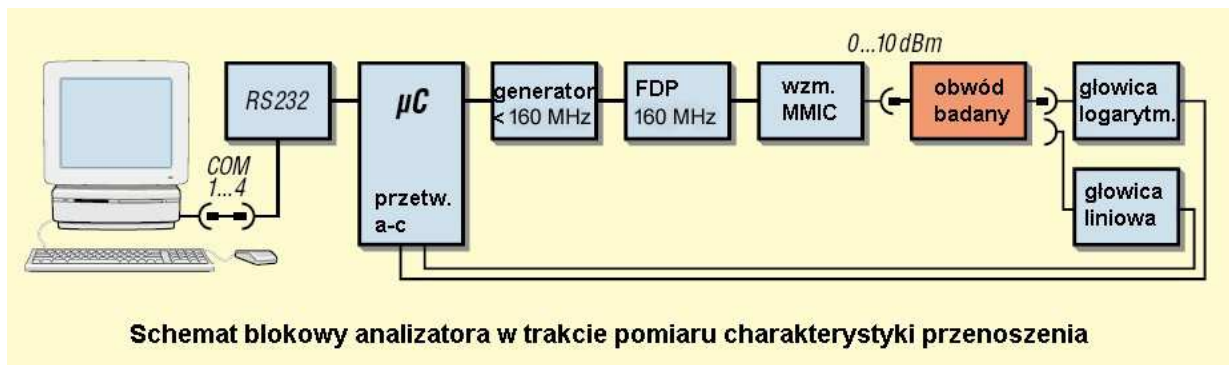 0...10 dBm
RS232
µC
generator
< 160 MHz
FDP
160 MHz
wzm.
MMIC
obwód
badany
głowica
logarytm.
COM
1...4
przetw.
a-c
głowica
liniowa
Schemat blokowy analizatora w trakcie pomiaru charakterystyki przenoszenia